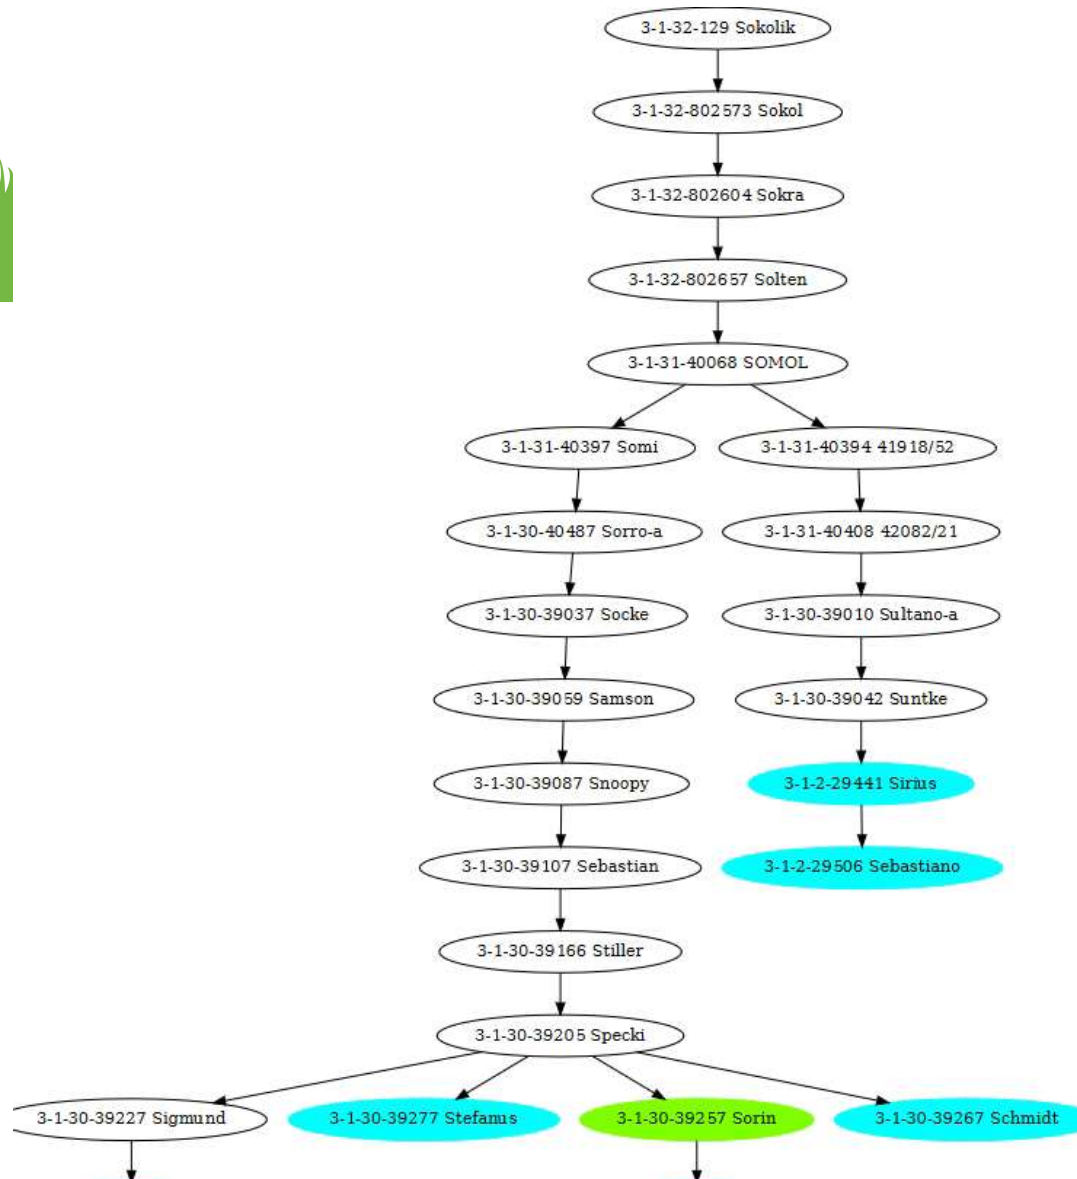 3-1-32-129 Sokolik
3-1-32-802573 Sokol
3-1-32-802604 Sokra
3-1-32-802657 Solten
3-1-31-40068 SOMOL
3-1-31-40397 Somi
3-1-31-40394 41918/52
3-1-30-40487 Sorro-a
3-1-31-40408 42082/21
3-1-30-39037 Socke
3-1-30-39010 Sultano-a
3-1-30-39059 Samson
3-1-30-39042 Suntke
3-1-30-39087 Snoopy
3-1-2-29441 Sirius
3-1-30-39107 Sebastian
3-1-2-29506 Sebastiano
3-1-30-39166 Stiller
3-1-30-39205 Specki
3-1-30-39227 Sigmund
3-1-30-39277 Stefanus
3-1-30-39257 Sorin
3-1-30-39267 Schmidt